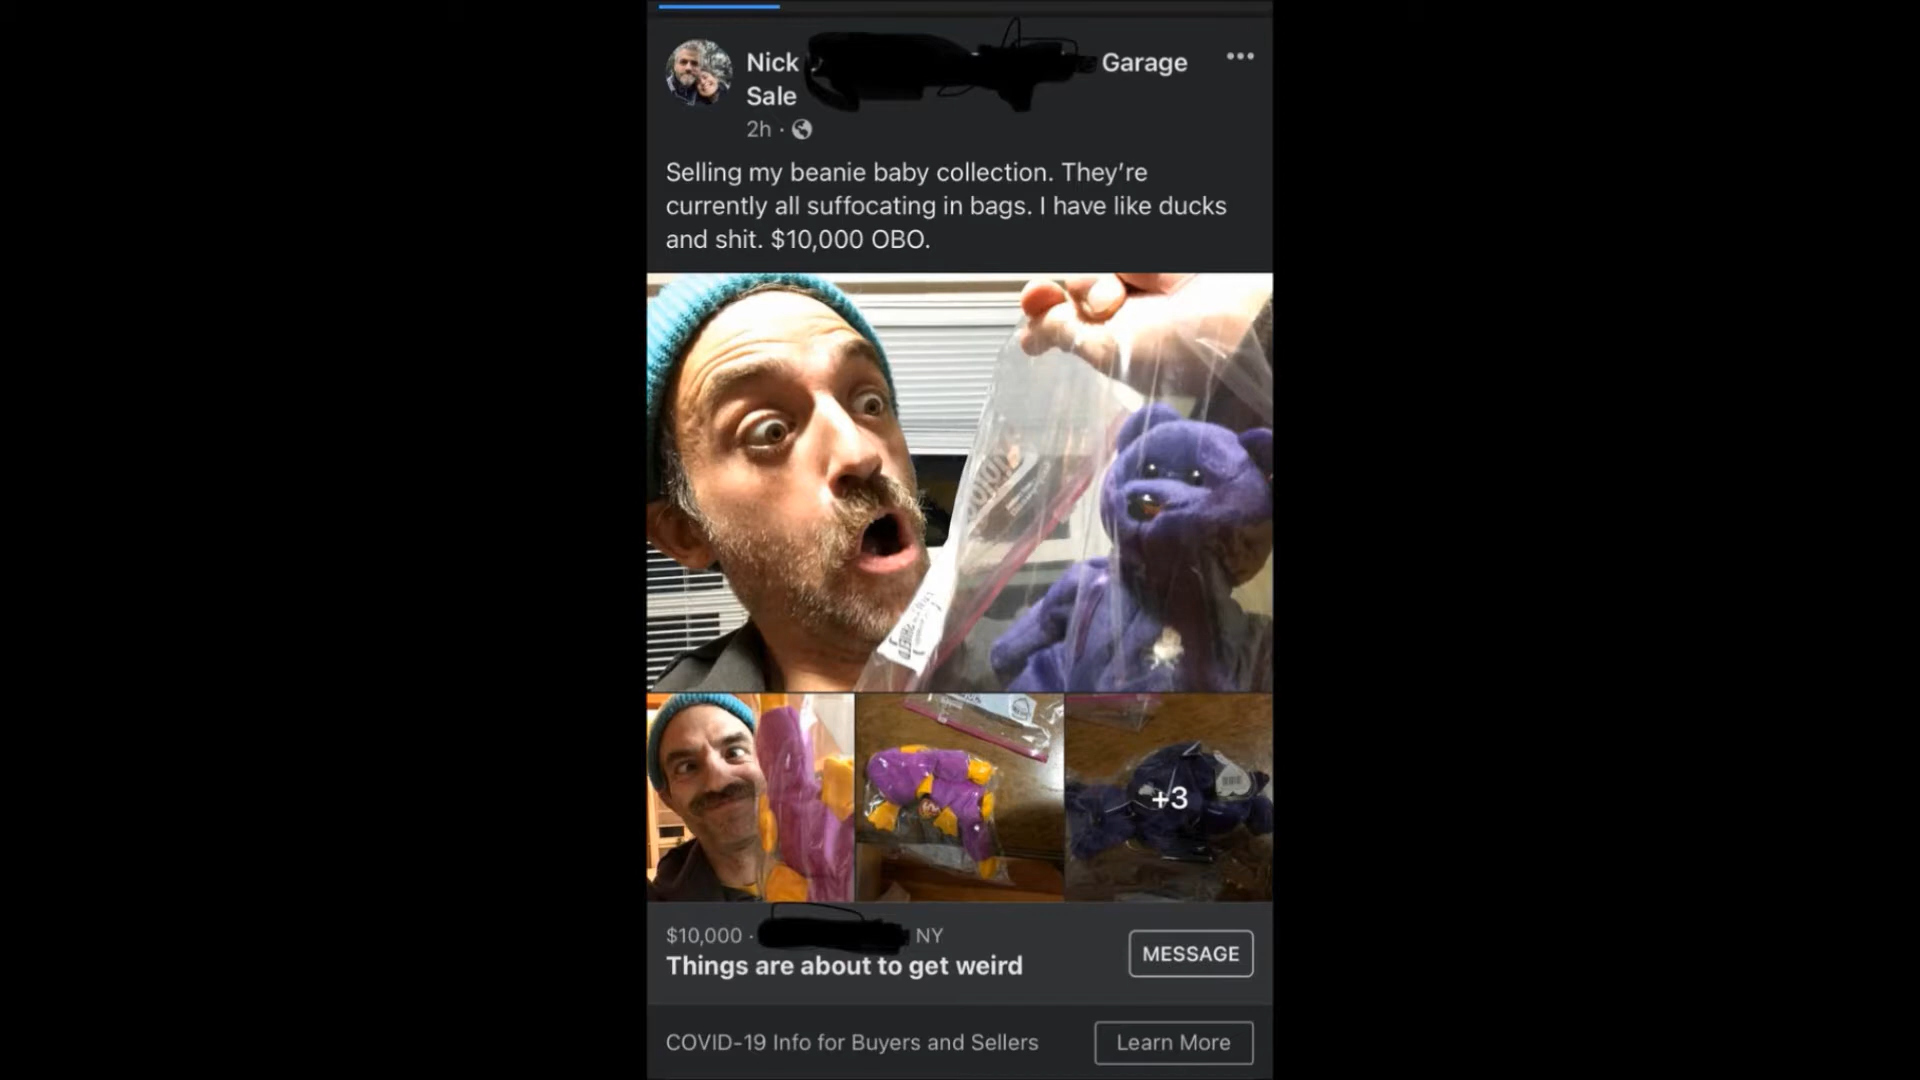 Nick Garage
Sale
2h ·
Selling my beanie baby collection. They’re
currently all suffocating in bags. I have like ducks
and shit. $10,000 OBO.
+3
$10,000 · NY
Things are about to get weird
MESSAGE
COVID-19 Info for Buyers and Sellers
Learn More